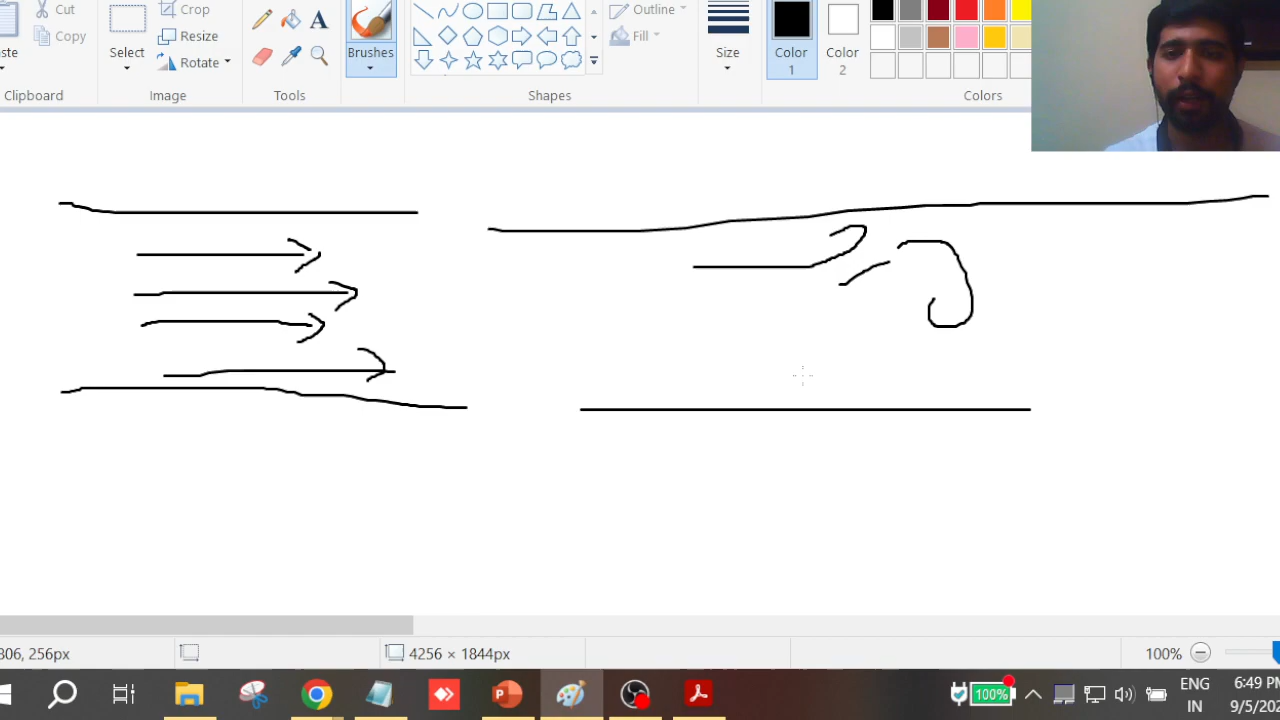 Cut
Crop
Outline
Copy
Select
Resize
Brushes
Fill
Size
Color
1
Color
2
Rotate
Clipboard
Image
Tools
Shapes
Colors
306, 256px
4256 × 1844px
100%
100%
ENG
IN
6:49 PM
9/5/202